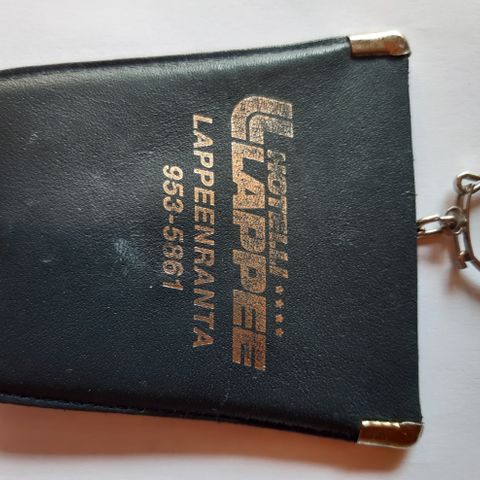 HOTELLI ****
LAPPEE
LAPPEENRANTA
953-5861